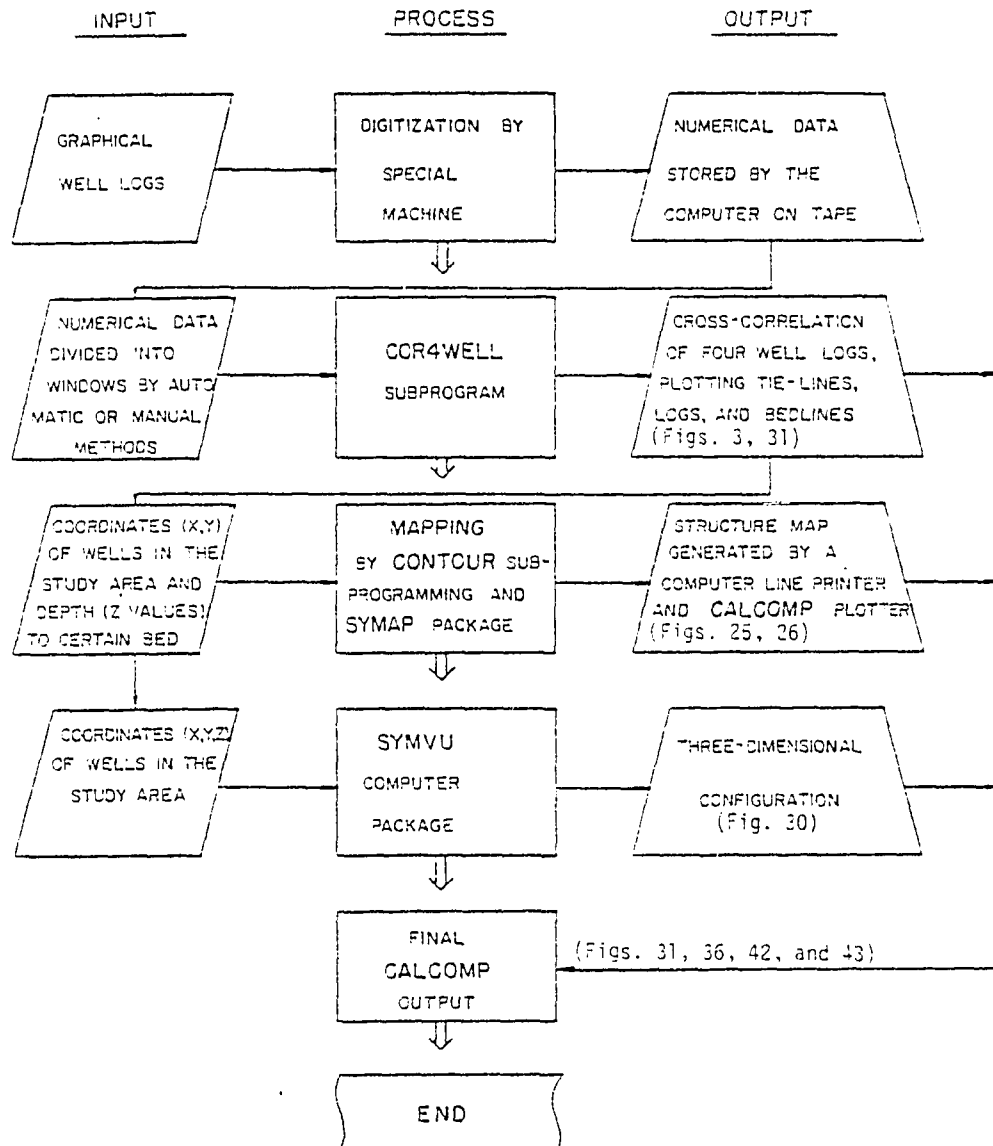 INPUT
PROCESS
OUTPUT
GRAPHICAL
WELL LOGS
DIGITIZATION BY
SPECIAL
MACHINE
NUMERICAL DATA
STORED BY THE
COMPUTER ON TAPE
NUMERICAL DATA
DIVIDED INTO
WINDOWS BY AUTO
MATIC OR MANUAL
METHODS
COR4WELL
SUBPROGRAM
CROSS-CORRELATION
OF FOUR WELL LOGS,
PLOTTING TIE-LINES,
LOGS, AND BEDLINES
(Figs. 3, 31)
COORDINATES (X,Y)
OF WELLS IN THE
STUDY AREA AND
DEPTH (Z VALUES)
TO CERTAIN BED
MAPPING
BY CONTOUR SUB-
PROGRAMMING AND
SYMAP PACKAGE
STRUCTURE MAP
GENERATED BY A
COMPUTER LINE PRINTER
AND CALCOMP PLOTTER
(Figs. 25, 26)
COORDINATES (X,Y,Z)
OF WELLS IN THE
STUDY AREA
SYMVU
COMPUTER
PACKAGE
THREE-DIMENSIONAL
CONFIGURATION
(Fig. 30)
FINAL
CALCOMP
OUTPUT
(Figs. 31, 36, 42, and 43)
END